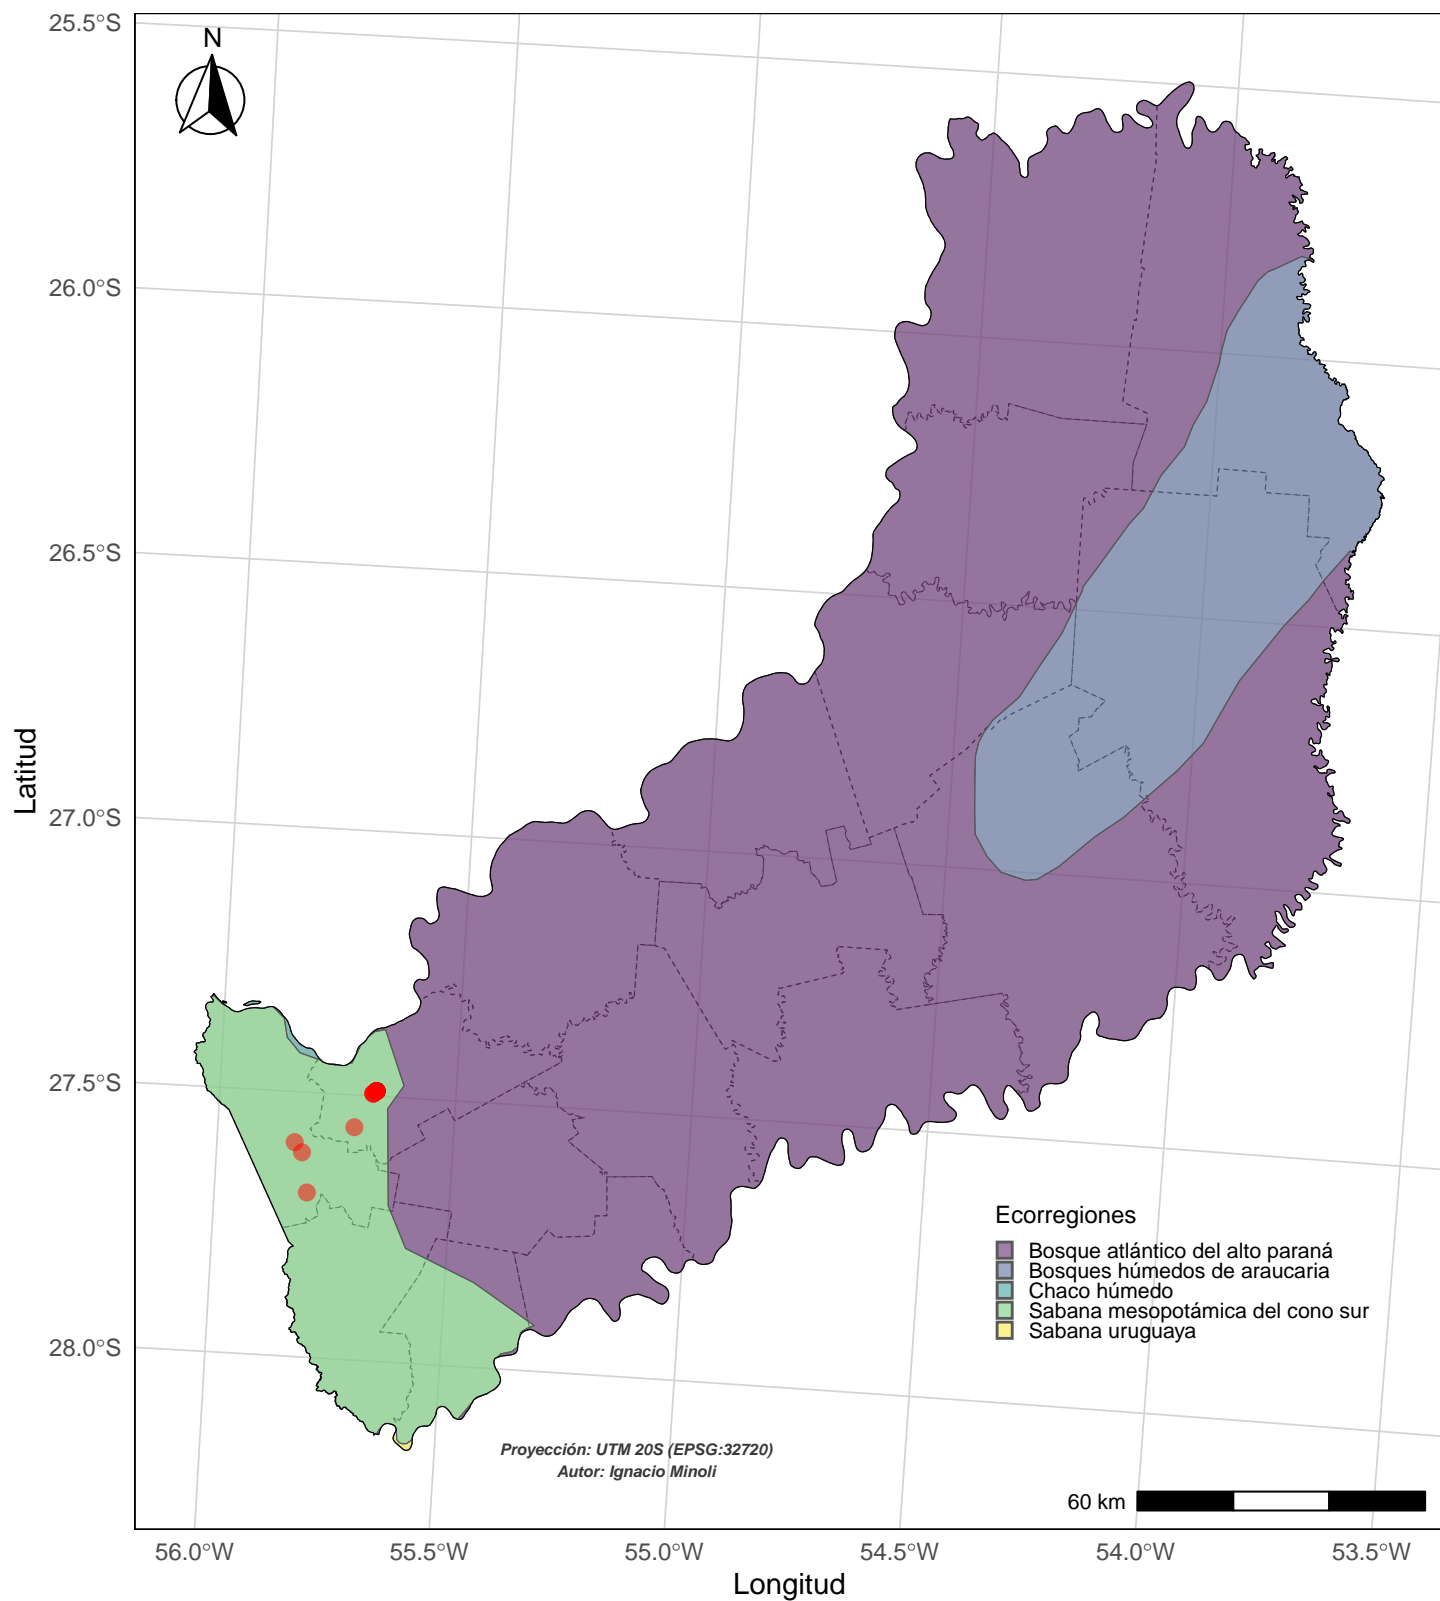 25.5°S
N
26.0°S
26.5°S
Latitud
27.0°S
27.5°S
Ecorregiones
Bosque atlántico del alto paraná
Bosques húmedos de araucaria
Chaco húmedo
Sabana mesopotámica del cono sur
Sabana uruguaya
28.0°S
Proyección: UTM 20S (EPSG:32720)
Autor: Ignacio Minoli
60 km
56.0°W 55.5°W 55.0°W 54.5°W 54.0°W 53.5°W
Longitud